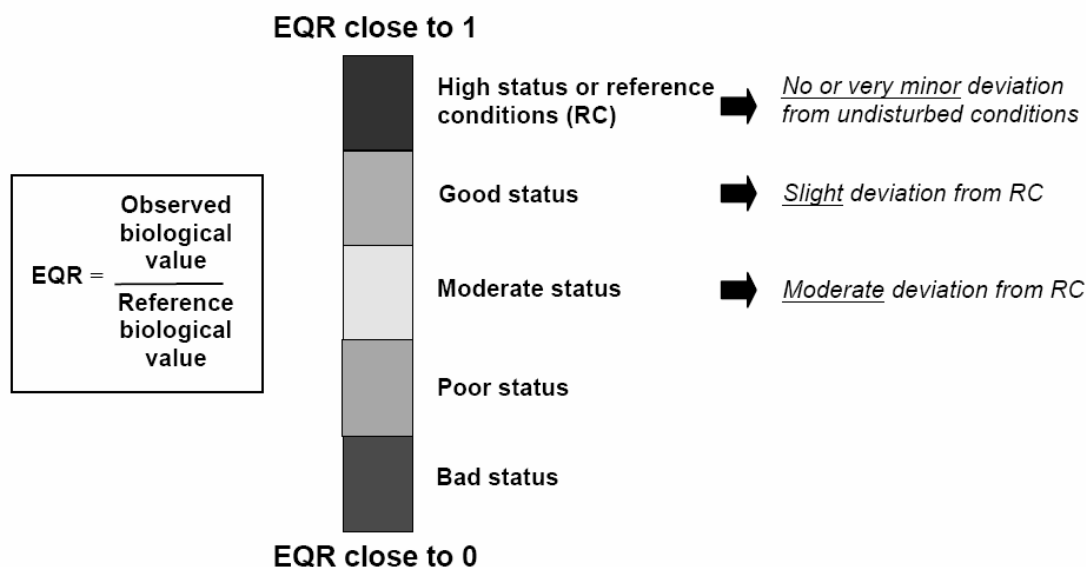 EQR close to 1
High status or reference
conditions (RC)
No or very minor deviation
from undisturbed conditions
Good status
Slight deviation from RC
Observed
biological
value
EQR =
Reference
biological
value
Moderate status
Moderate deviation from RC
Poor status
Bad status
EQR close to 0